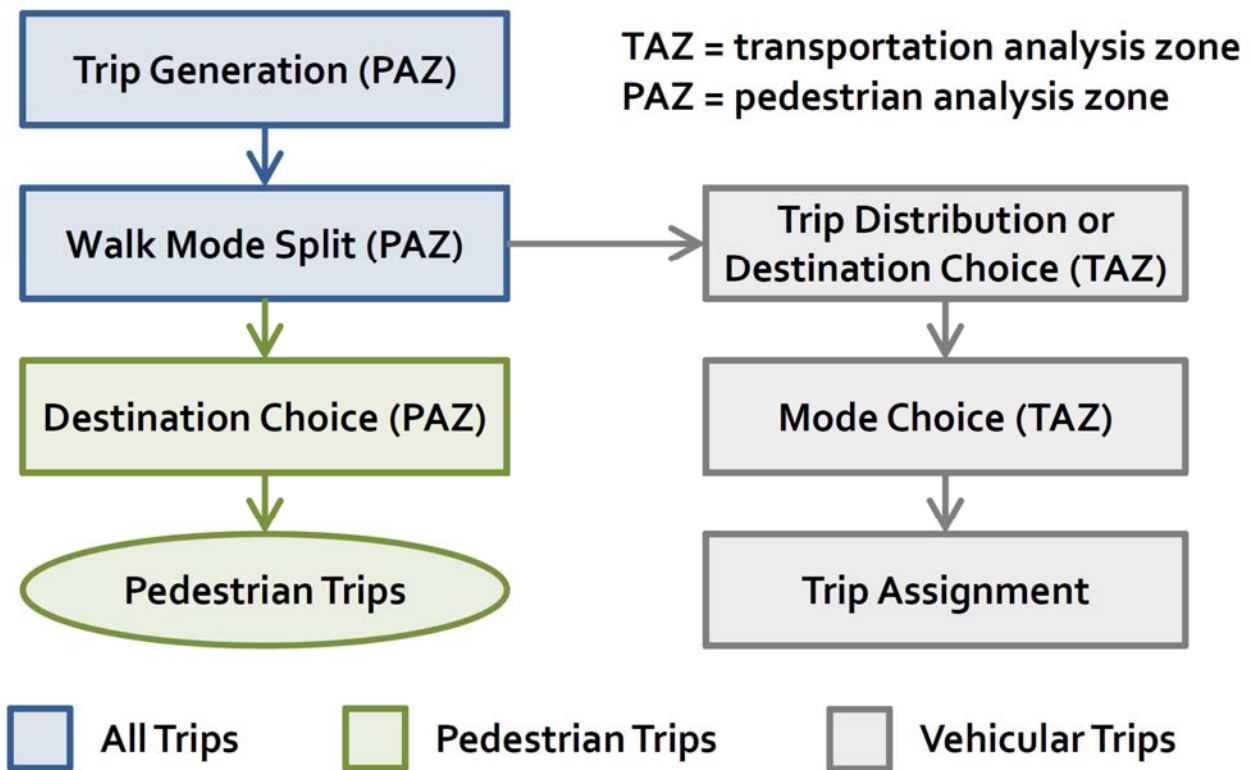 Trip Generation (PAZ)
TAZ = transportation analysis zone
PAZ = pedestrian analysis zone
Walk Mode Split (PAZ)
Trip Distribution or
Destination Choice (TAZ)
Destination Choice (PAZ)
Mode Choice (TAZ)
Pedestrian Trips
Trip Assignment
All Trips
Pedestrian Trips
Vehicular Trips